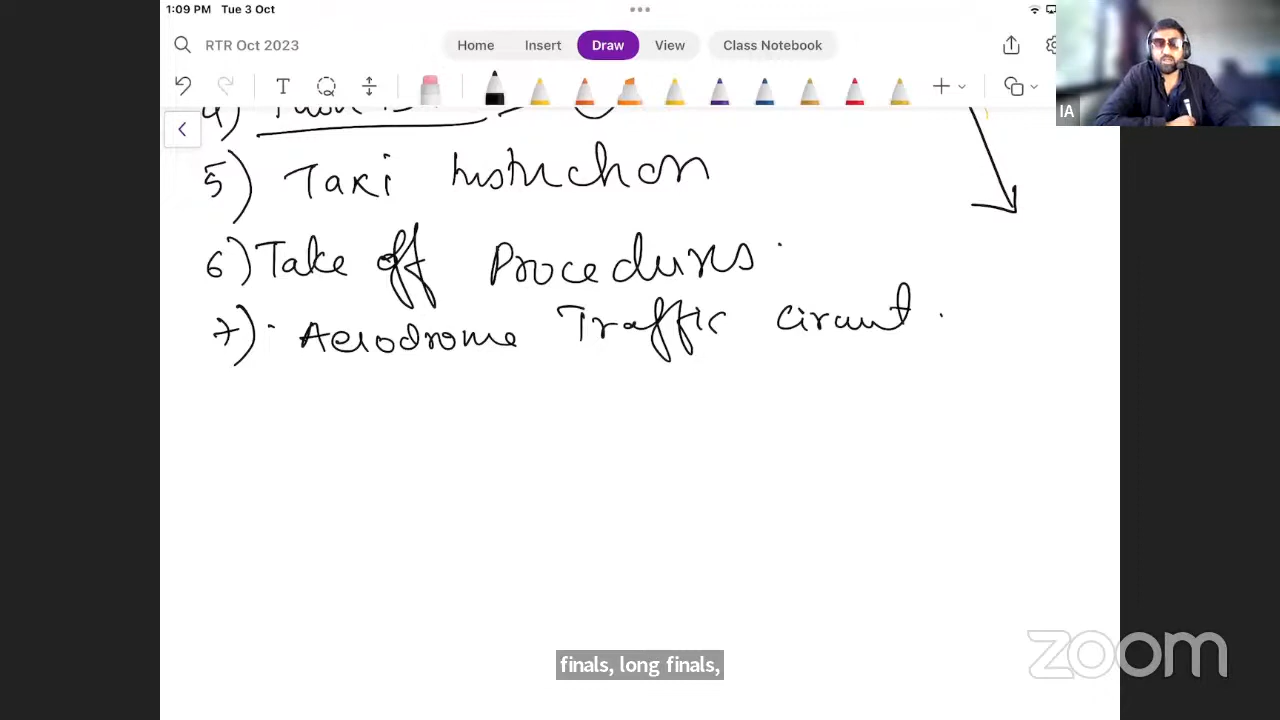 1:09 PM Tue 3 Oct
RTR Oct 2023
Home Insert Draw View Class Notebook
IA
4)
5) Taxi Instruction
6) Take off Procedures.
7). Aerodrome Traffic circuit.
finals, long finals,
zoom